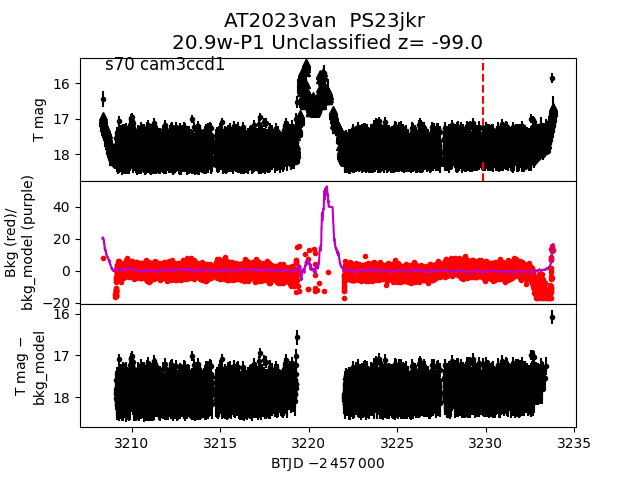 AT2023van PS23jkr
20.9w-P1 Unclassified z= -99.0
s70 cam3ccd1
T mag
16
17
18
Bkg (red)/
bkg_model (purple)
40
20
0
−20
T mag −
bkg_model
16
17
18
3210
3215
3220
3225
3230
3235
BTJD −2 457 000